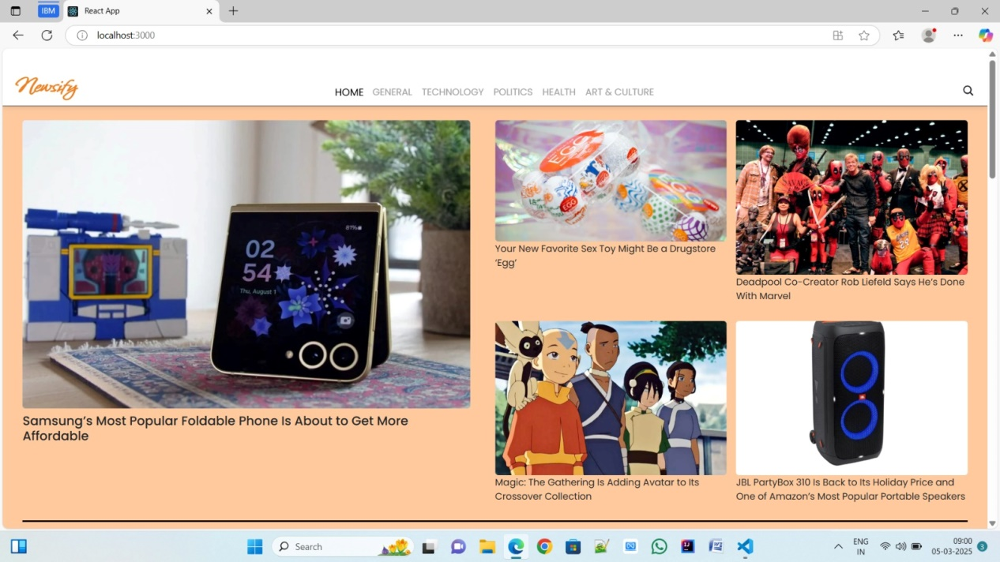 IBM
React App
localhost:3000
Newsify
HOME GENERAL TECHNOLOGY POLITICS HEALTH ART & CULTURE
81%
02
54
Thu, August 1
EGG
Samsung’s Most Popular Foldable Phone Is About to Get More
Affordable
Your New Favorite Sex Toy Might Be a Drugstore
‘Egg’
Deadpool Co-Creator Rob Liefeld Says He’s Done
With Marvel
Magic: The Gathering Is Adding Avatar to Its
Crossover Collection
JBL PartyBox 310 Is Back to Its Holiday Price and
One of Amazon’s Most Popular Portable Speakers
Search
ENG
IN
09:00
05-03-2025
3